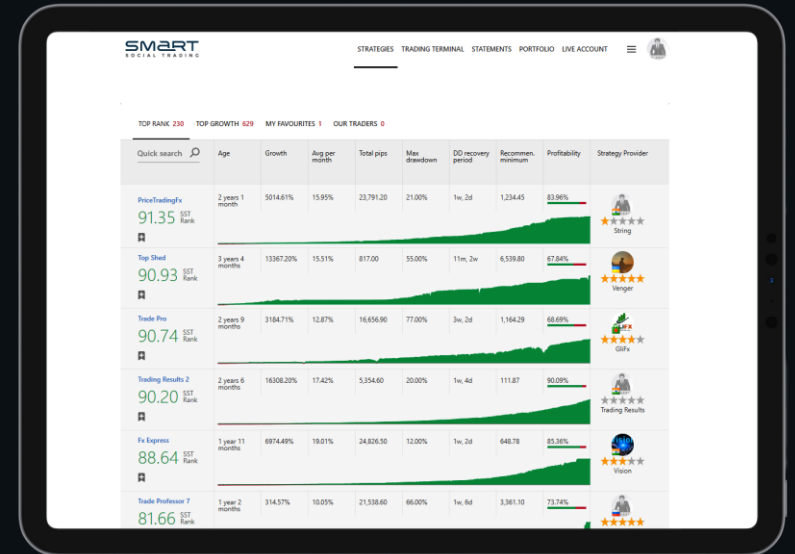 SMART
SOCIAL TRADING
STRATEGIES TRADING TERMINAL STATEMENTS PORTFOLIO LIVE ACCOUNT
TOP RANK 230 TOP GROWTH 629 MY FAVOURITES 1 OUR TRADERS 0
Quick search Age Growth Avg per month Total pips Max drawdown DD recovery period Recommen. minimum Profitability Strategy Provider
PriceTradingFx 2 years 1 month 5014.61% 15.95% 23,791.20 21.00% 1w, 2d 1,234.45 83.96%
91.35 SST Rank
String
Top Shed 3 years 4 months 13367.20% 15.51% 817.00 55.00% 11m, 2w 6,539.80 67.84%
90.93 SST Rank
Venger
Trade Pro 2 years 9 months 3184.71% 12.87% 16,656.90 77.00% 3w, 2d 1,164.29 68.69%
90.74 SST Rank
GliFx
Trading Results 2 2 years 6 months 16308.20% 17.42% 5,354.60 20.00% 1w, 4d 111.87 90.09%
90.20 SST Rank
Trading Results
Fx Express 1 year 11 months 6974.49% 19.01% 24,826.50 12.00% 1w, 2d 648.78 85.36%
88.64 SST Rank
Vision
Trade Professor 7 1 year 2 months 314.57% 10.05% 21,538.60 66.00% 1w, 6d 3,361.10 73.74%
81.66 SST Rank